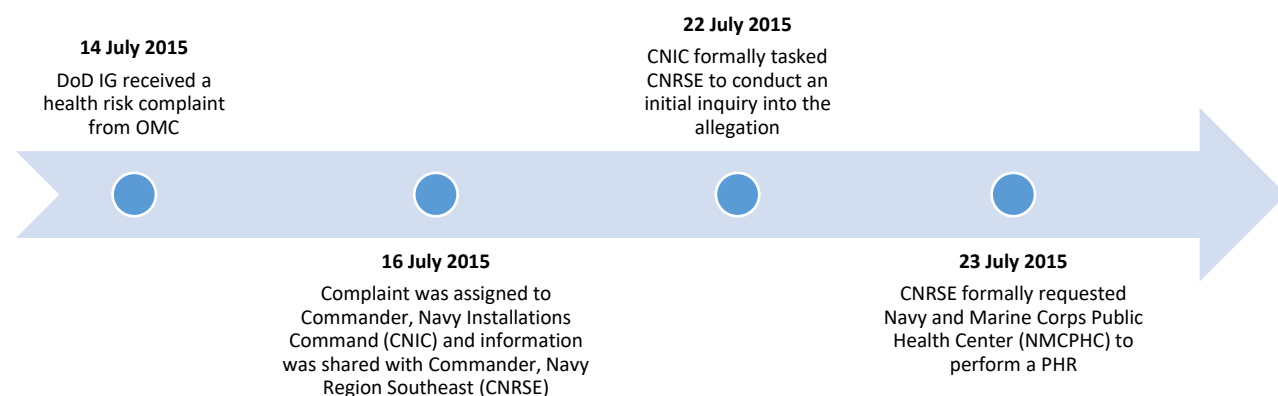 14 July 2015
DoD IG received a
health risk complaint
from OMC
16 July 2015
Complaint was assigned to
Commander, Navy Installations
Command (CNIC) and information
was shared with Commander, Navy
Region Southeast (CNRSE)
22 July 2015
CNIC formally tasked
CNRSE to conduct an
initial inquiry into the
allegation
23 July 2015
CNRSE formally requested
Navy and Marine Corps Public
Health Center (NMCPHC) to
perform a PHR